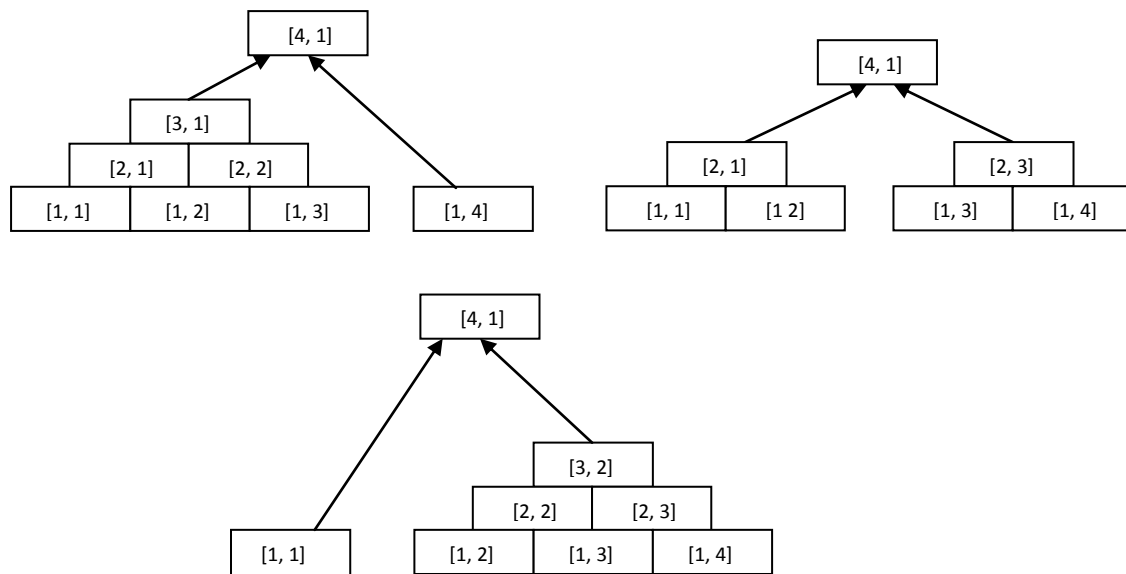 [4, 1]
[3, 1]
[2, 1] [2, 2]
[1, 1] [1, 2] [1, 3] [1, 4]
[4, 1]
[2, 1] [2, 3]
[1, 1] [1 2] [1, 3] [1, 4]
[4, 1]
[3, 2]
[2, 2] [2, 3]
[1, 1] [1, 2] [1, 3] [1, 4]